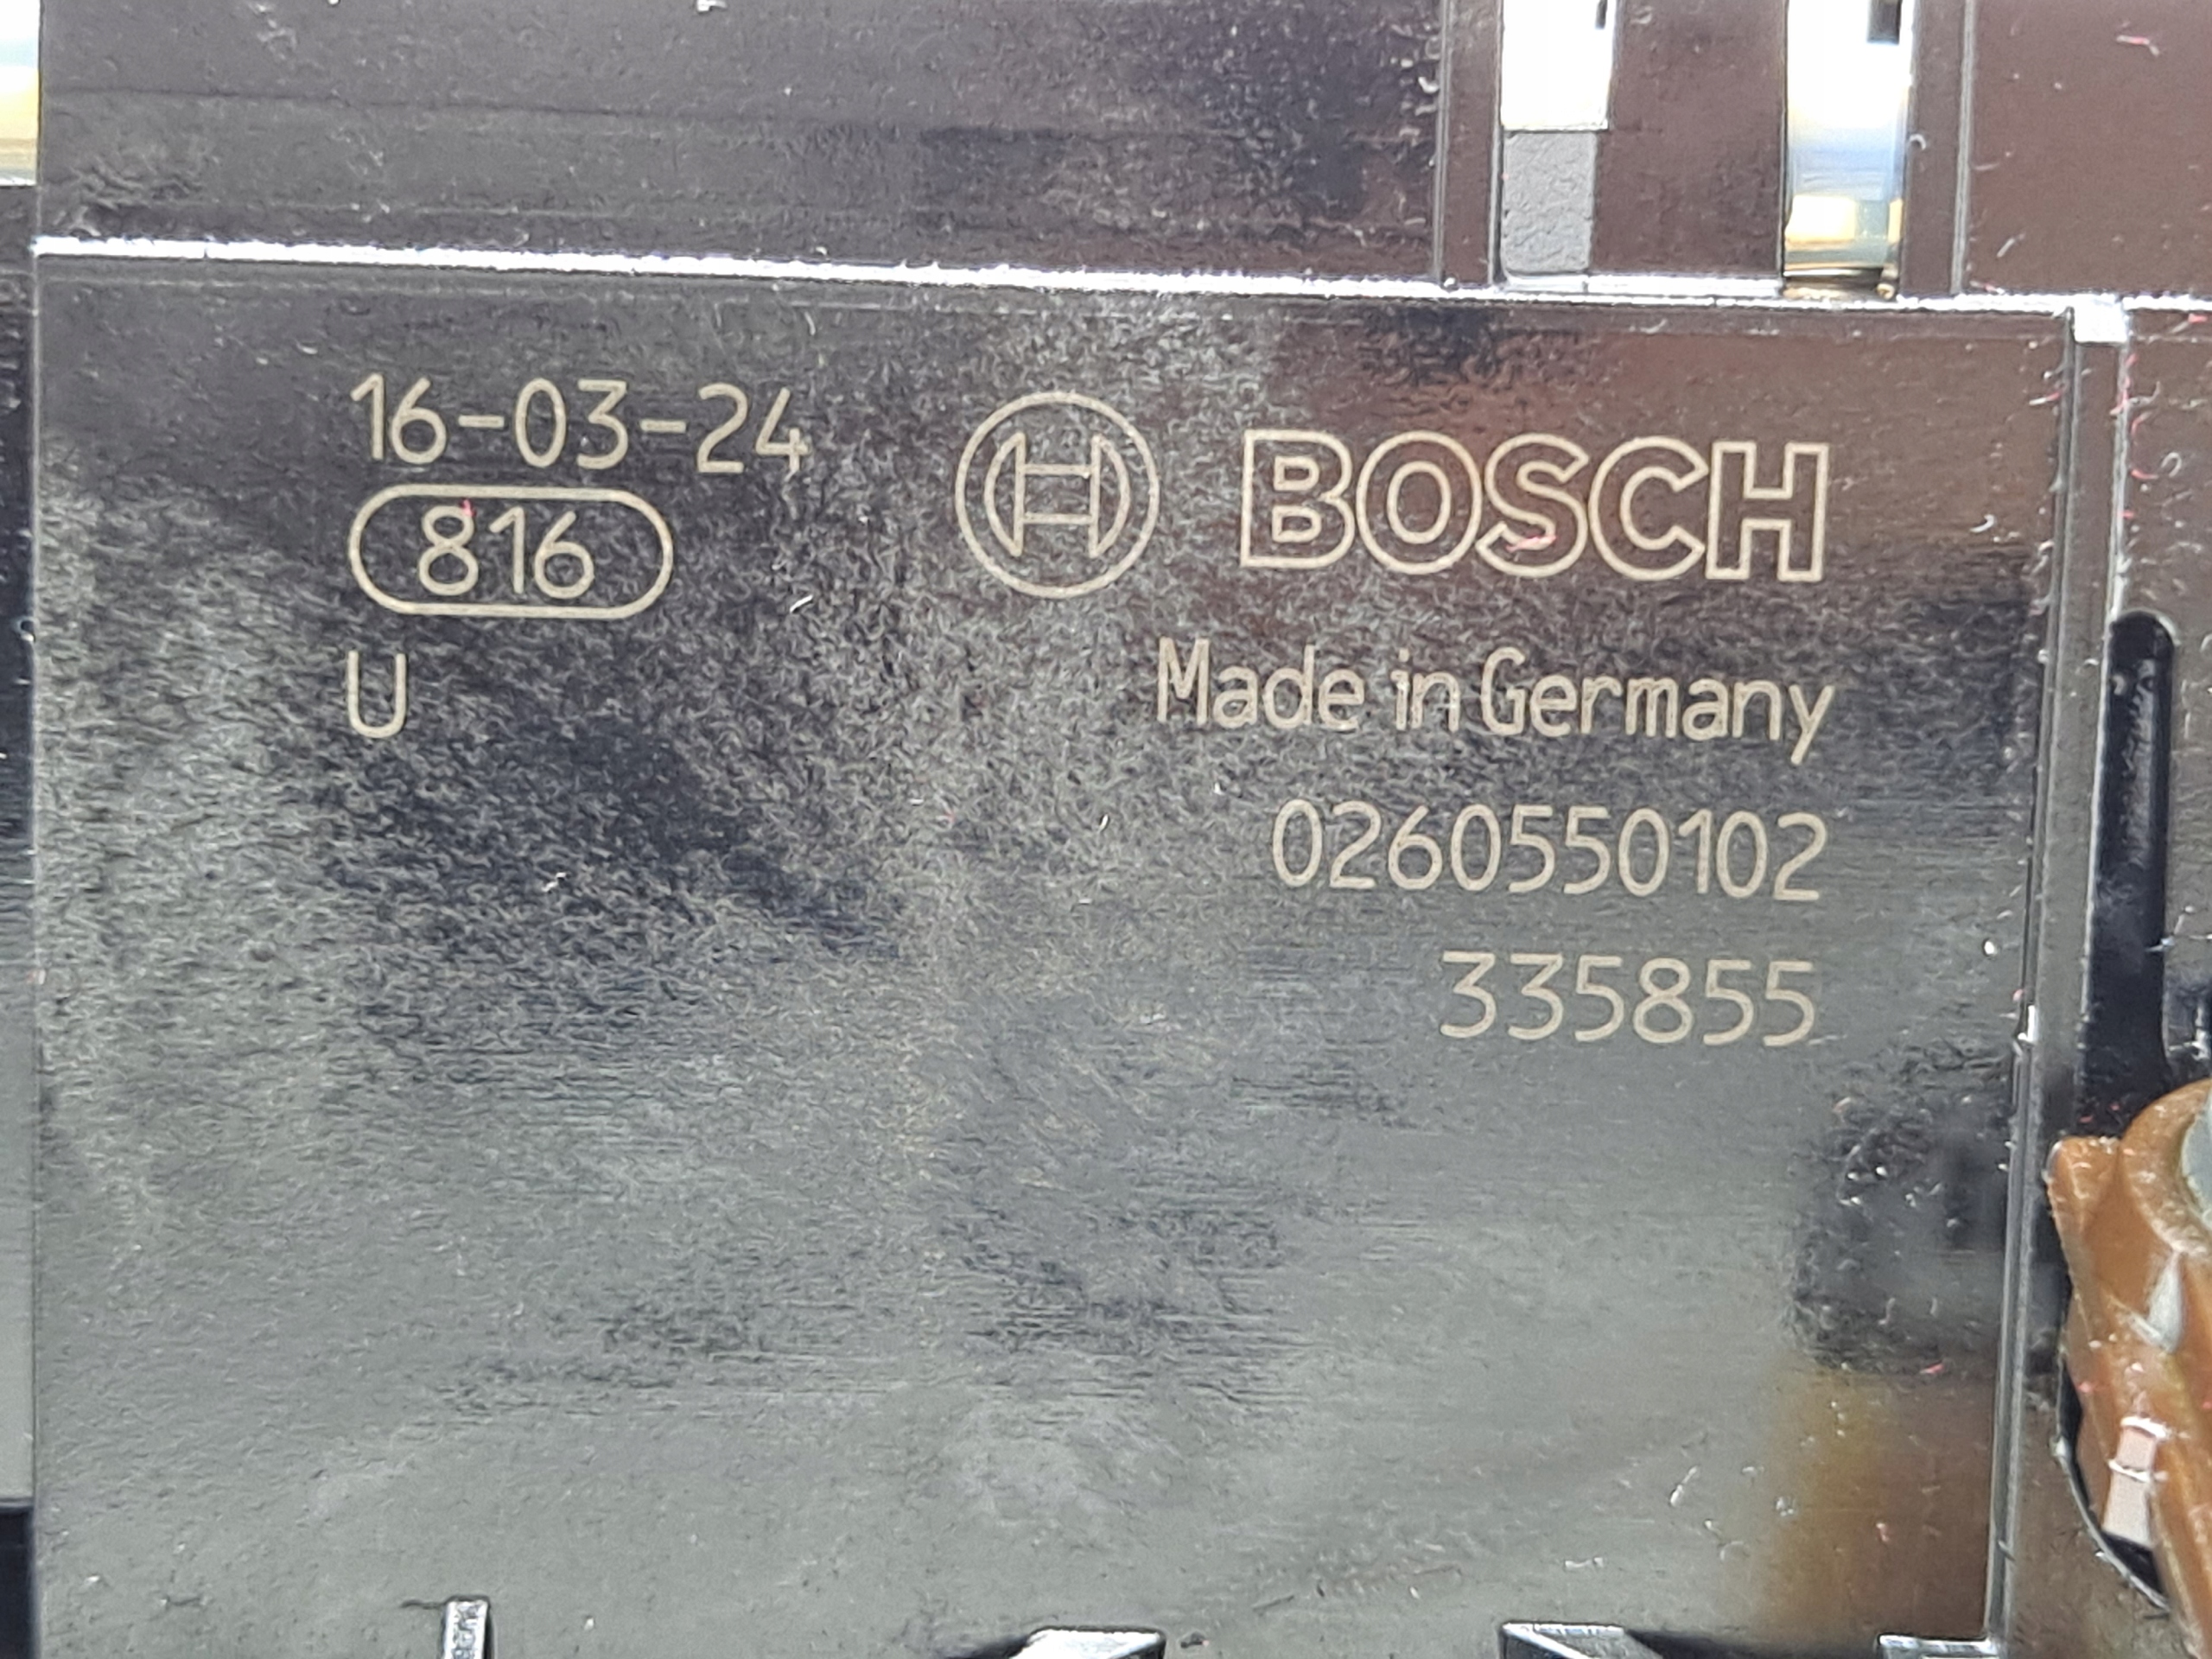 16-03-24
816
U
BOSCH
Made in Germany
0260550102
335855